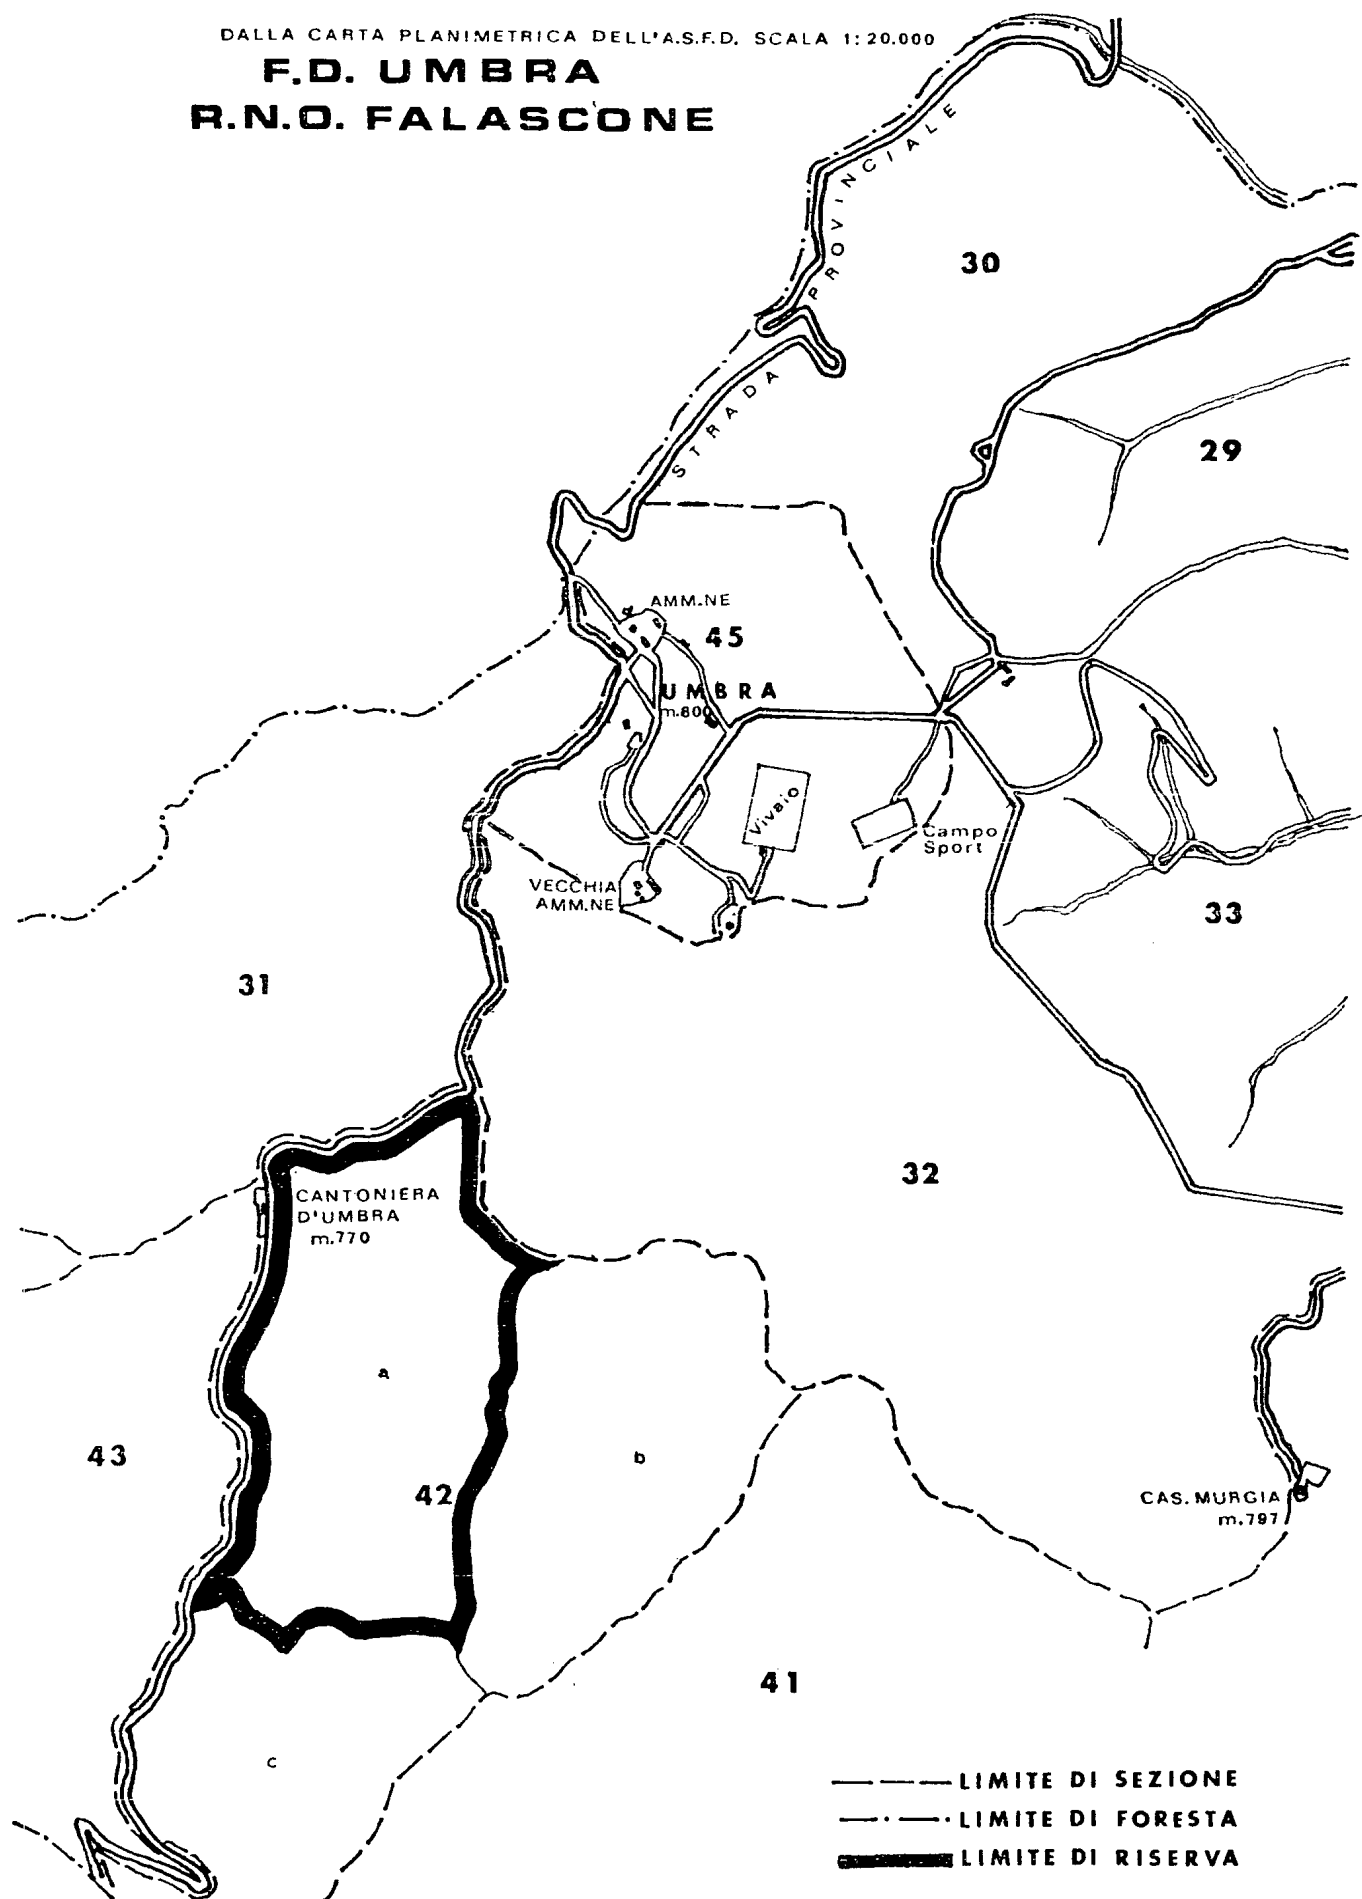 DALLA CARTA PLANIMETRICA DELL'A.S.F.D. SCALA 1:20.000
F.D. UMBRA
R.N.O. FALASCONE
STRADA PROVINCIALE
30
29
AMM.NE
45
UMBRA
m.800
Vivaio
Campo
Sport
VECCHIA
AMM.NE
33
31
32
CANTONIERA
D'UMBRA
m.770
a
43
b
42
CAS. MURGIA
m.797
41
c
LIMITE DI SEZIONE
LIMITE DI FORESTA
LIMITE DI RISERVA